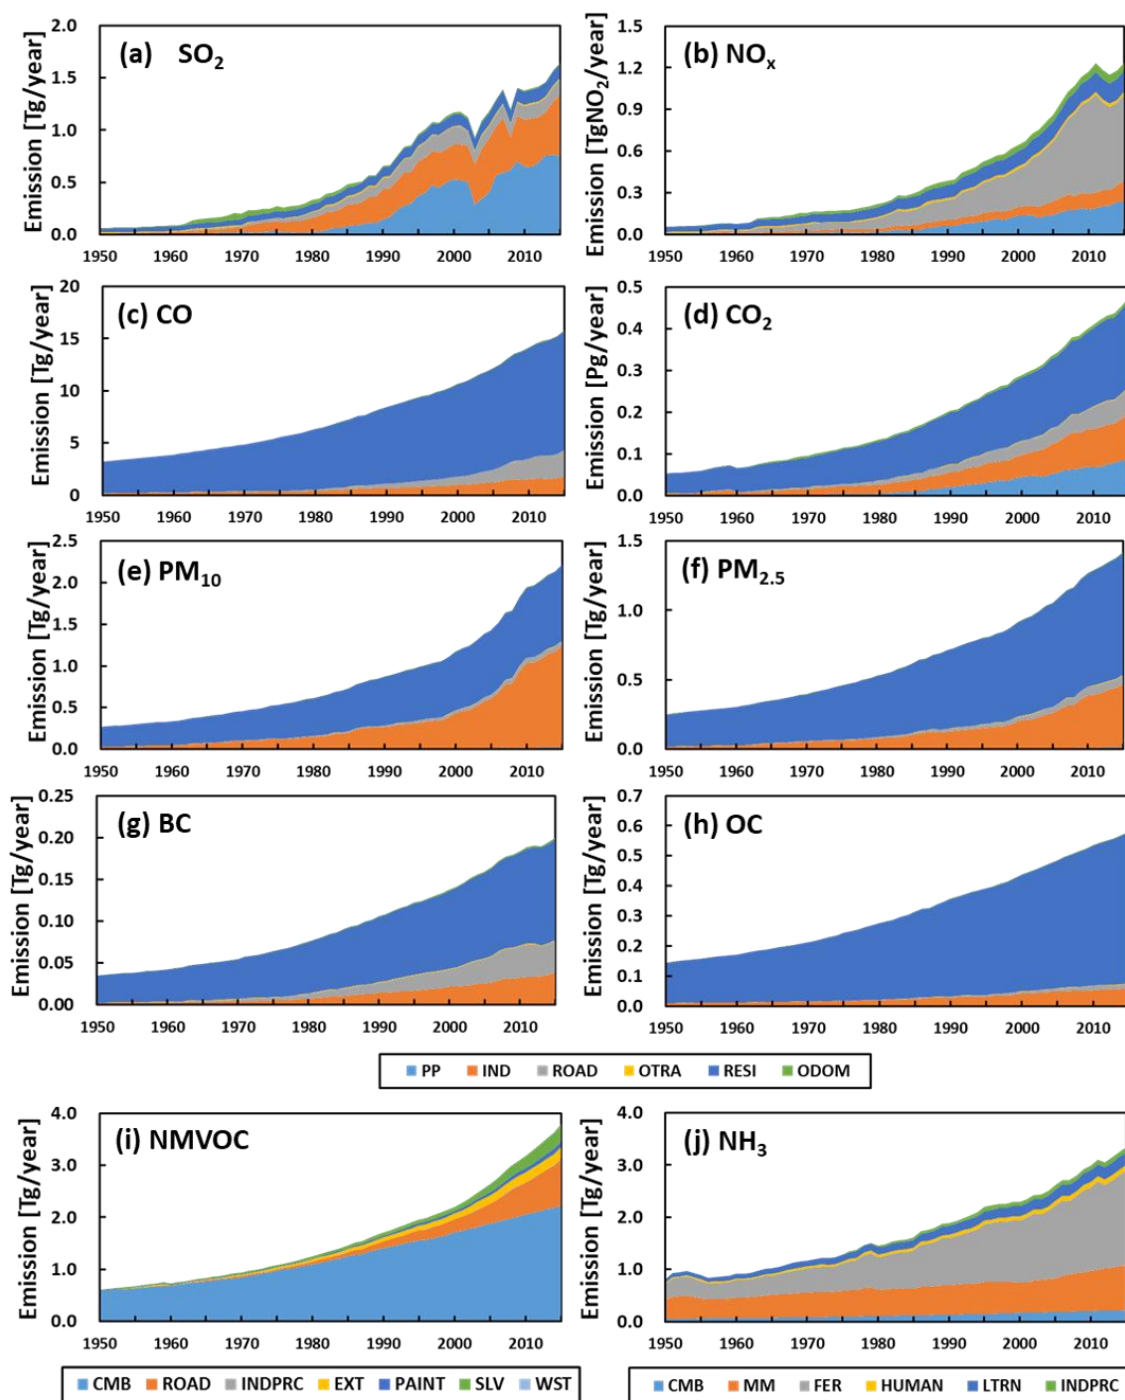 (a) SO2
Emission [Tg/year]
2.0
1.5
1.0
0.5
0.0
1950 1960 1970 1980 1990 2000 2010
(b) NOx
Emission [TgNO2/year]
1.5
1.2
0.9
0.6
0.3
0.0
1950 1960 1970 1980 1990 2000 2010
(c) CO
Emission [Tg/year]
20
15
10
5
0
1950 1960 1970 1980 1990 2000 2010
(d) CO2
Emission [Pg/year]
0.5
0.4
0.3
0.2
0.1
0.0
1950 1960 1970 1980 1990 2000 2010
(e) PM10
Emission [Tg/year]
2.5
2.0
1.5
1.0
0.5
0.0
1950 1960 1970 1980 1990 2000 2010
(f) PM2.5
Emission [Tg/year]
1.5
1.0
0.5
0.0
1950 1960 1970 1980 1990 2000 2010
(g) BC
Emission [Tg/year]
0.25
0.20
0.15
0.10
0.05
0.00
1950 1960 1970 1980 1990 2000 2010
(h) OC
Emission [Tg/year]
0.7
0.6
0.5
0.4
0.3
0.2
0.1
0.0
1950 1960 1970 1980 1990 2000 2010
PP IND ROAD OTRA RESI ODOM
(i) NMVOC
Emission [Tg/year]
4.0
3.0
2.0
1.0
0.0
1950 1960 1970 1980 1990 2000 2010
CMB ROAD INDPRC EXT PAINT SLV WST
(j) NH3
Emission [Tg/year]
4.0
3.0
2.0
1.0
0.0
1950 1960 1970 1980 1990 2000 2010
CMB MM FER HUMAN LTRN INDPRC